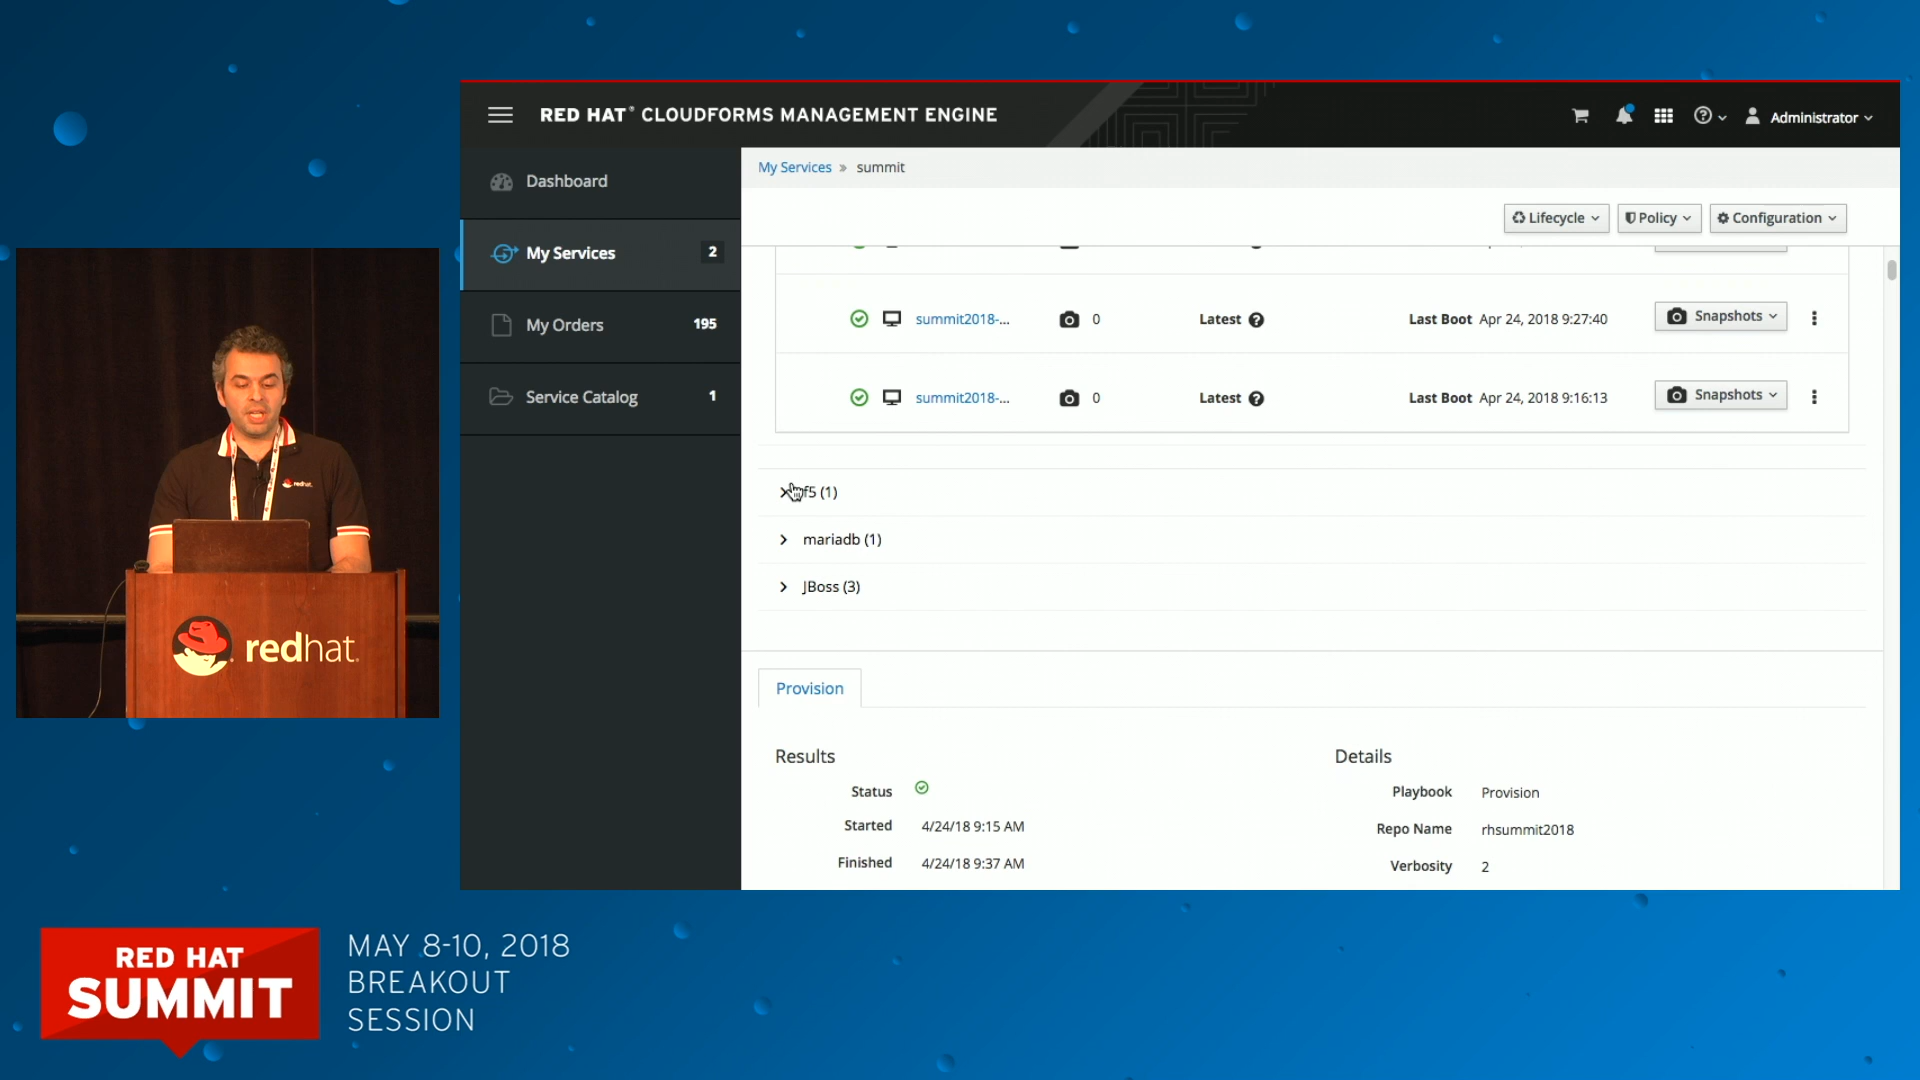 RED HAT® CLOUDFORMS MANAGEMENT ENGINE
Administrator
Dashboard
My Services 2
My Orders 195
Service Catalog 1
My Services » summit
Lifecycle
Policy
Configuration
summit2018-... 0 Latest Last Boot Apr 24, 2018 9:27:40 Snapshots
summit2018-... 0 Latest Last Boot Apr 24, 2018 9:16:13 Snapshots
f5 (1)
mariadb (1)
JBoss (3)
Provision
Results
Status
Started 4/24/18 9:15 AM
Finished 4/24/18 9:37 AM
Details
Playbook Provision
Repo Name rhsummit2018
Verbosity 2
redhat.
redhat.
RED HAT
SUMMIT
MAY 8-10, 2018
BREAKOUT
SESSION